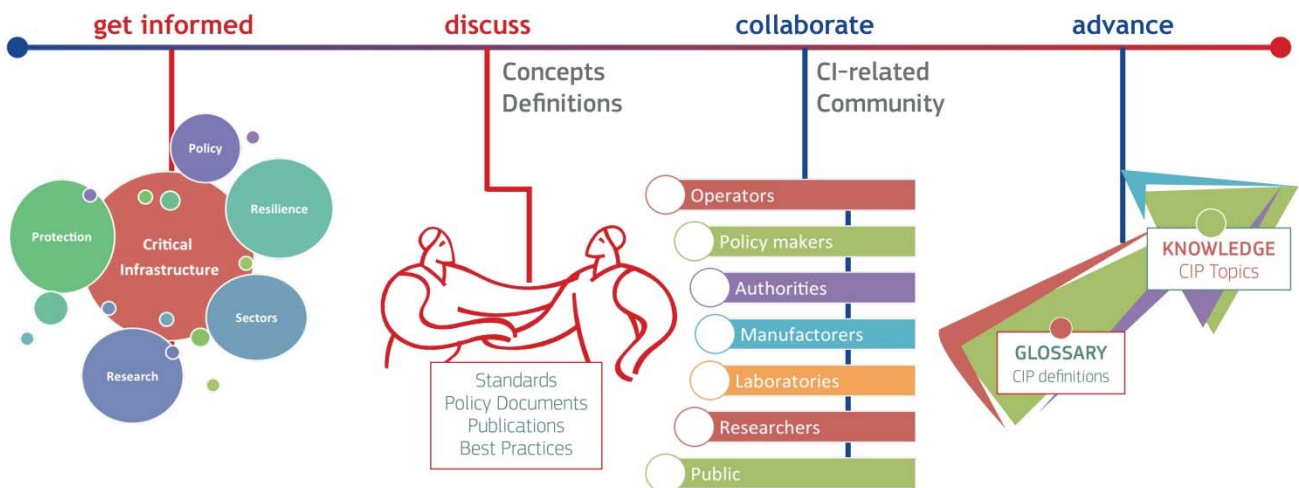 get informed
discuss
collaborate
advance
Concepts
Definitions
CI-related
Community
Policy
Resilience
Protection
Critical
Infrastructure
Sectors
Research
Standards
Policy Documents
Publications
Best Practices
Operators
Policy makers
Authorities
Manufactorers
Laboratories
Researchers
Public
KNOWLEDGE
CIP Topics
GLOSSARY
CIP definitions